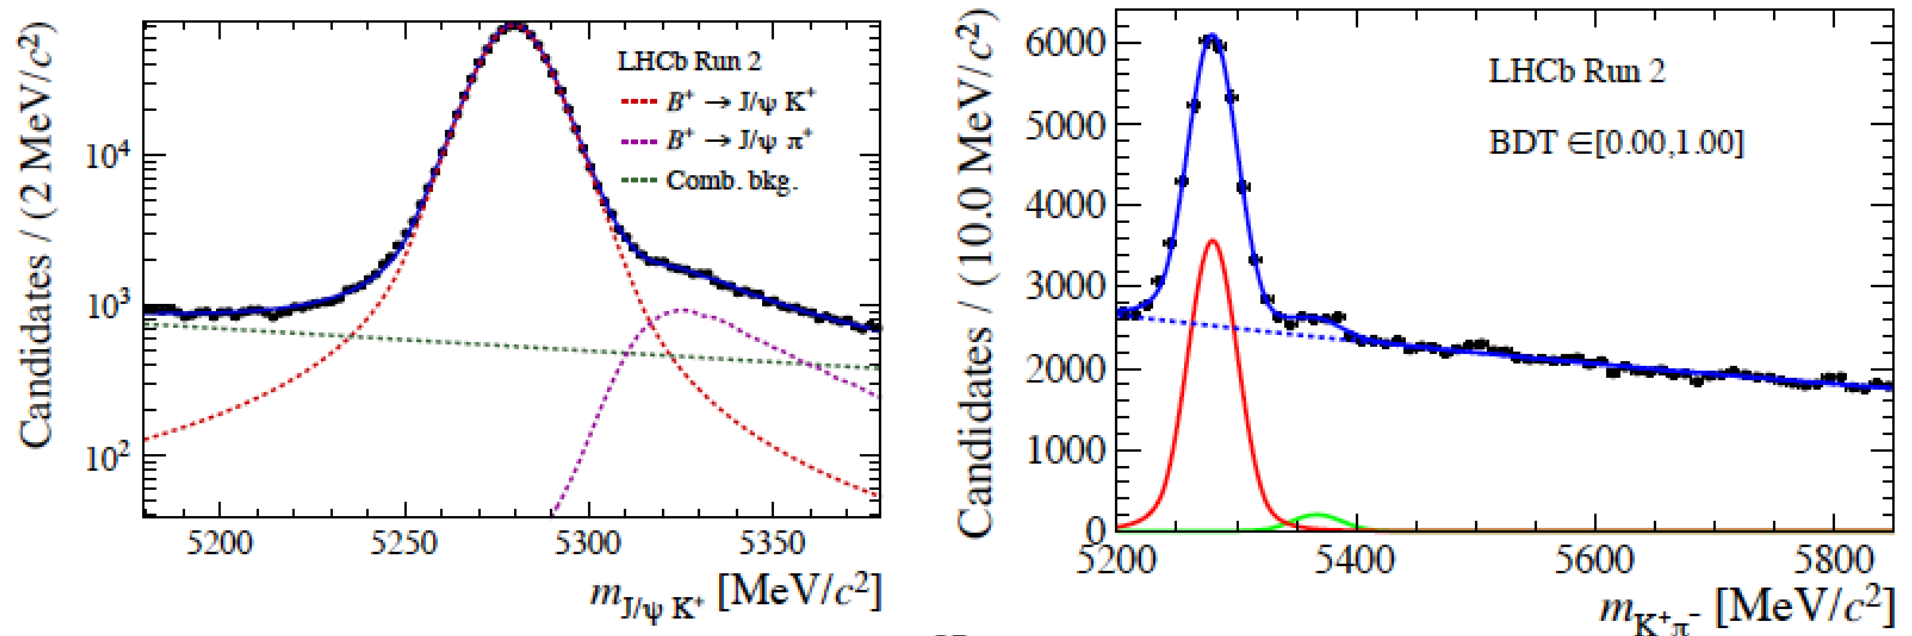 Candidates / (2 MeV/c²)
10⁴
10³
10²
LHCb Run 2
B⁺ → J/ψ K⁺
B⁺ → J/ψ π⁺
Comb. bkg.
5200 5250 5300 5350
m_J/ψ K⁺ [MeV/c²]
Candidates / (10.0 MeV/c²)
6000
5000
4000
3000
2000
1000
0
LHCb Run 2
BDT ∈[0.00,1.00]
5200 5400 5600 5800
m_K⁺π⁻ [MeV/c²]